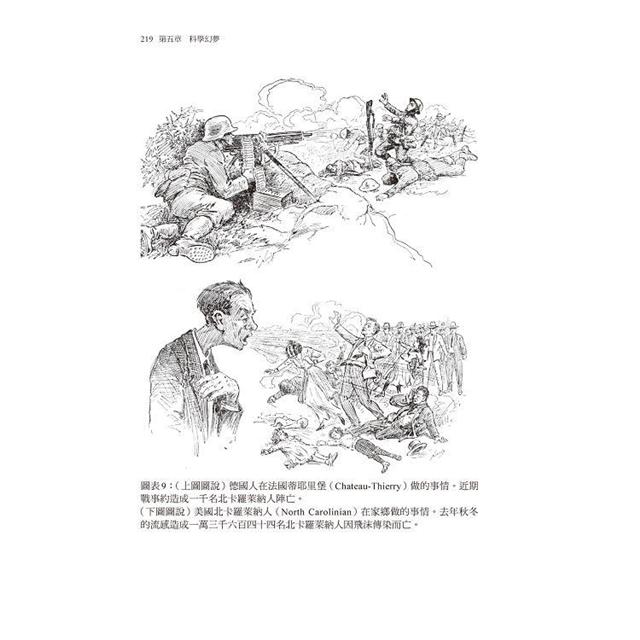 219 第五章 科學幻夢
圖表9：（上圖圖說）德國人在法國蒂耶里堡（Chateau-Thierry）做的事情。近期
戰事約造成一千名北卡羅萊納人陣亡。
（下圖圖說）美國北卡羅萊納人（North Carolinian）在家鄉做的事情。去年秋冬
的流感造成一萬三千六百四十四名北卡羅萊納人因飛沫傳染而亡。